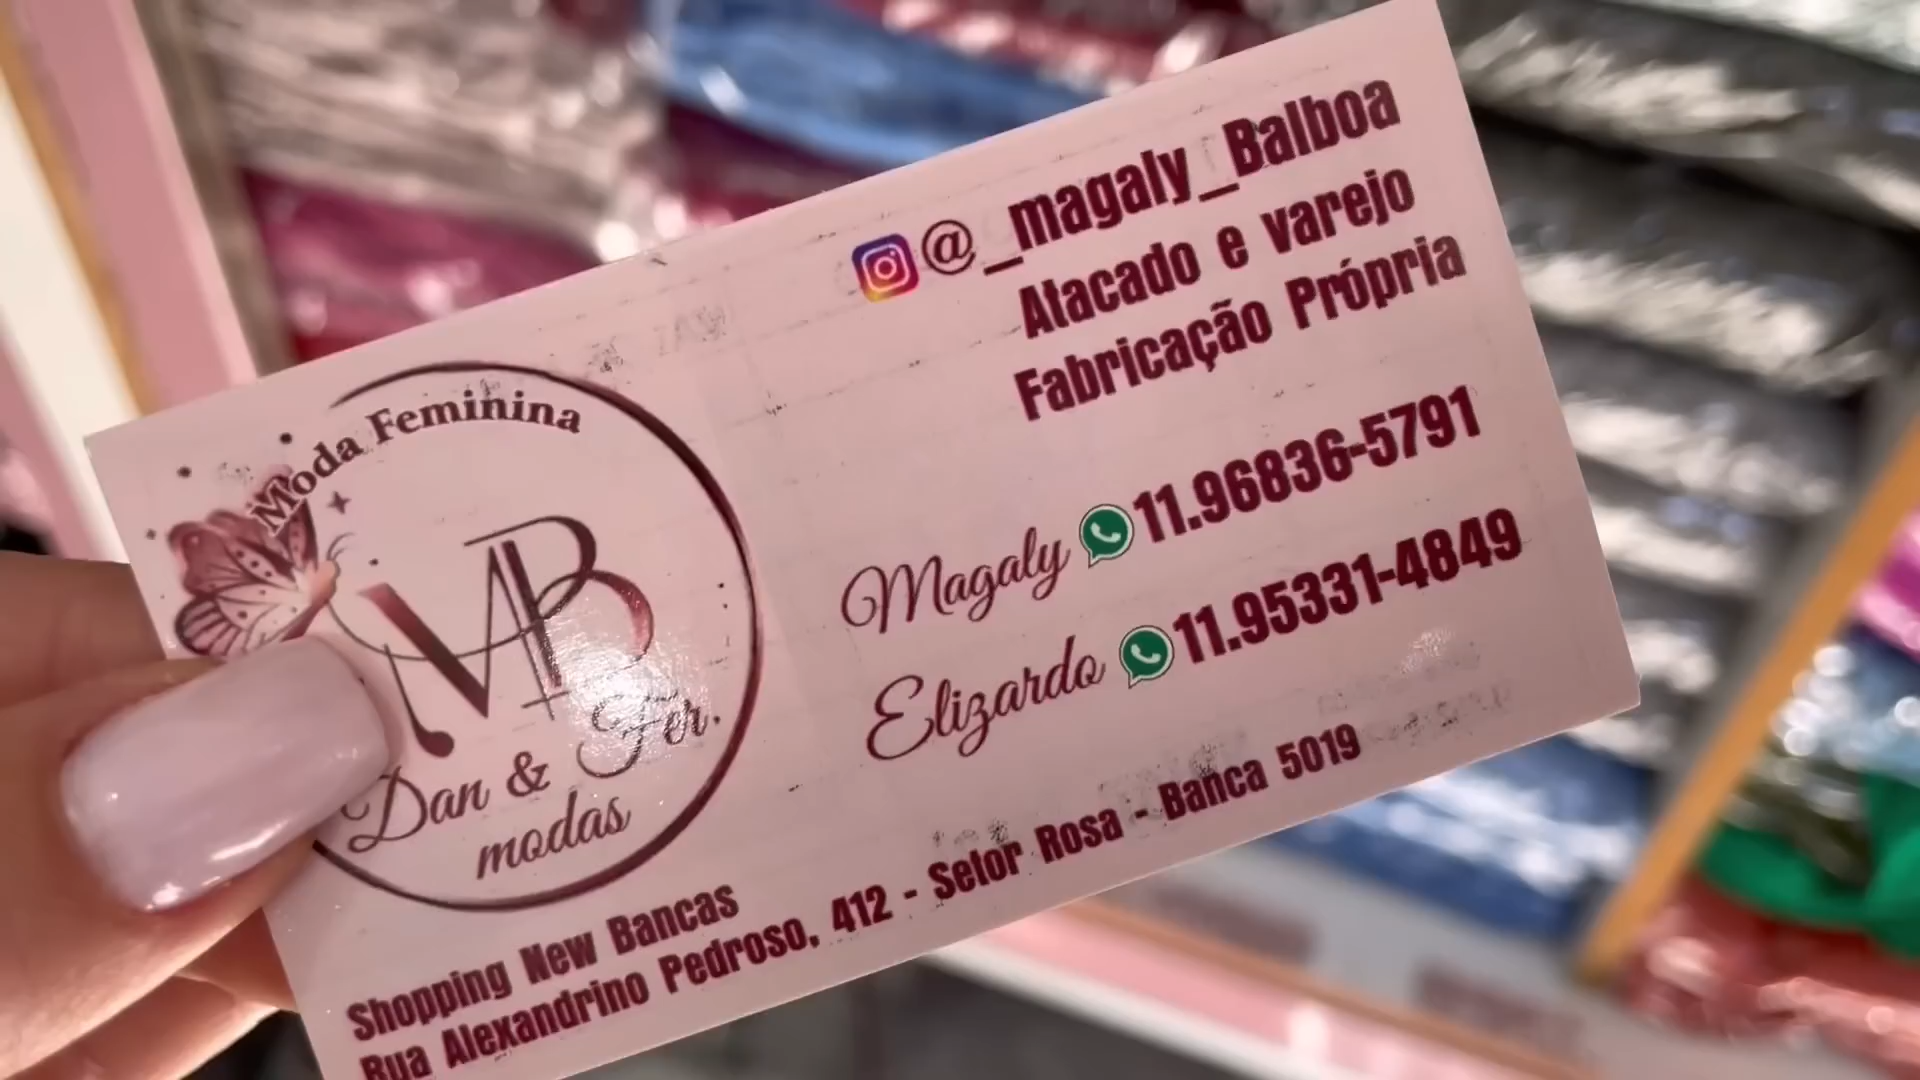 Moda Feminina
MB
Dan & Fer.
modas
@_magaly_Balboa
Atacado e varejo
Fabricação Própria
Magaly 11.96836-5791
Elizardo 11.95331-4849
Shopping New Bancas
Rua Alexandrino Pedroso, 412 - Setor Rosa - Banca 5019